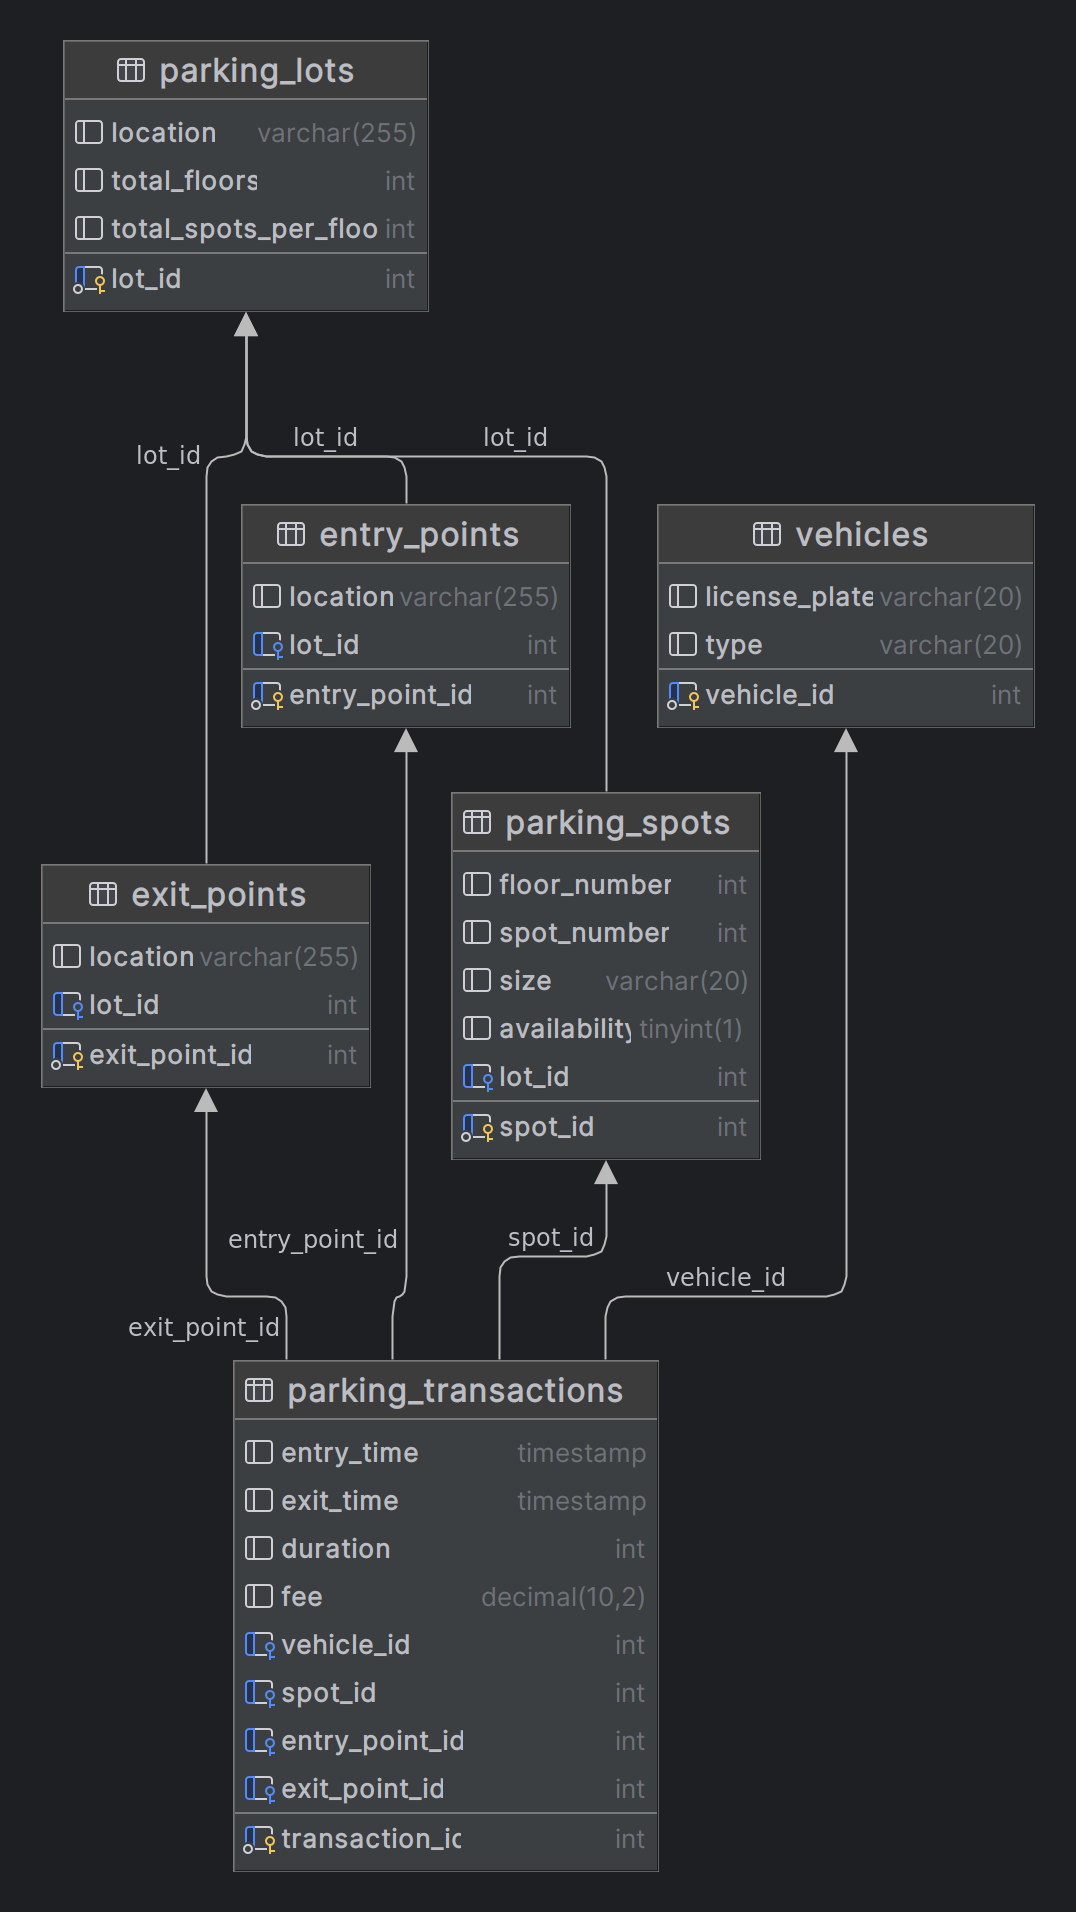 parking_lots
location varchar(255)
total_floors int
total_spots_per_floo int
lot_id int
lot_id
lot_id
lot_id
entry_points
location varchar(255)
lot_id int
entry_point_id int
vehicles
license_plate varchar(20)
type varchar(20)
vehicle_id int
parking_spots
floor_number int
spot_number int
size varchar(20)
availability tinyint(1)
lot_id int
spot_id int
exit_points
location varchar(255)
lot_id int
exit_point_id int
entry_point_id
spot_id
vehicle_id
exit_point_id
parking_transactions
entry_time timestamp
exit_time timestamp
duration int
fee decimal(10,2)
vehicle_id int
spot_id int
entry_point_id int
exit_point_id int
transaction_id int